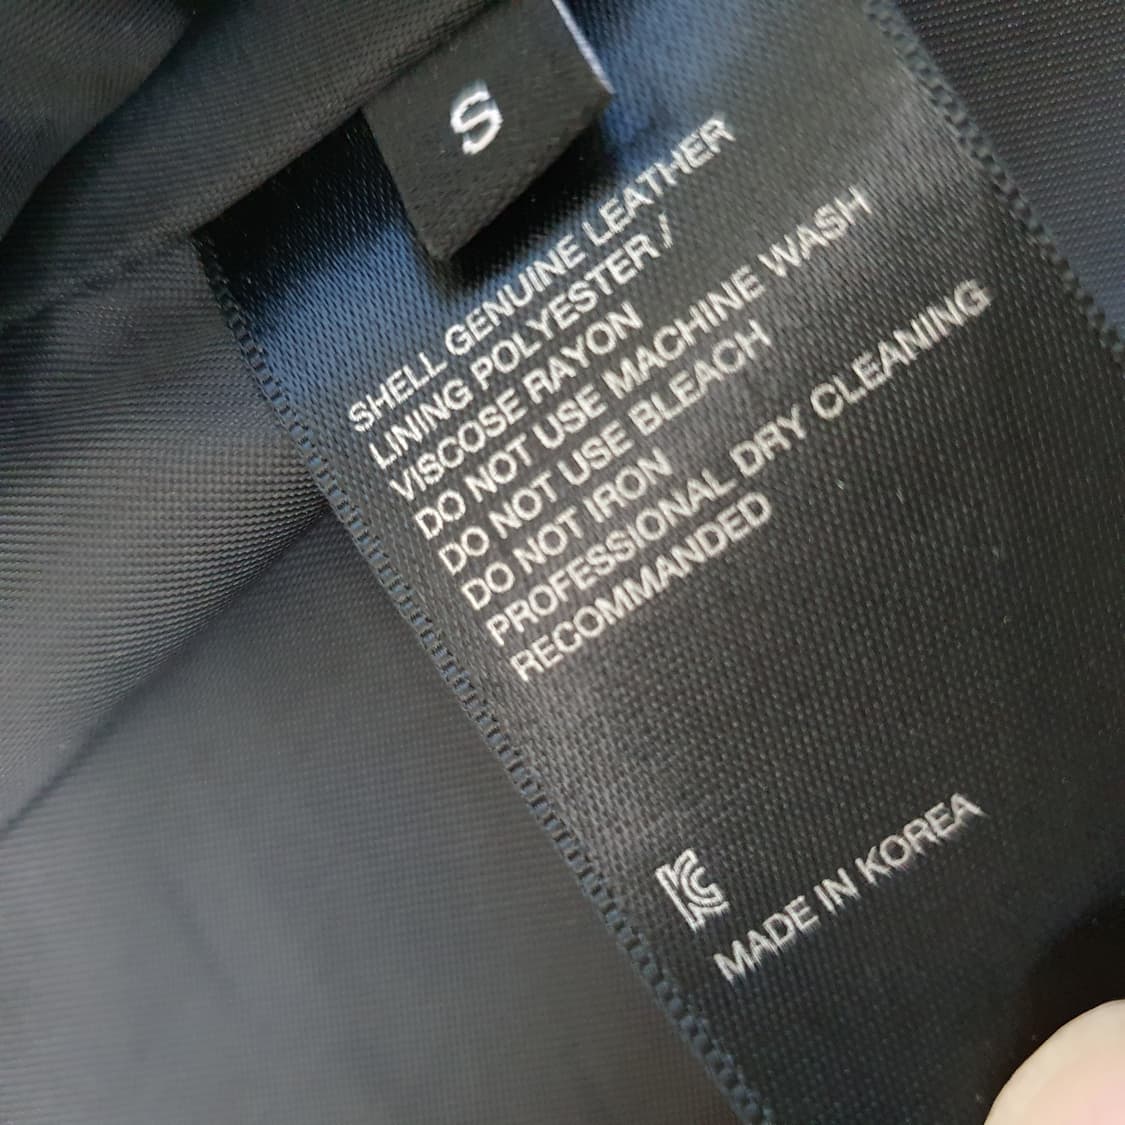 S
SHELL GENUINE LEATHER
LINING POLYESTER /
VISCOSE RAYON
DO NOT USE MACHINE WASH
DO NOT USE BLEACH
DO NOT IRON
PROFESSIONAL DRY CLEANING
RECOMMANDED
KC
MADE IN KOREA